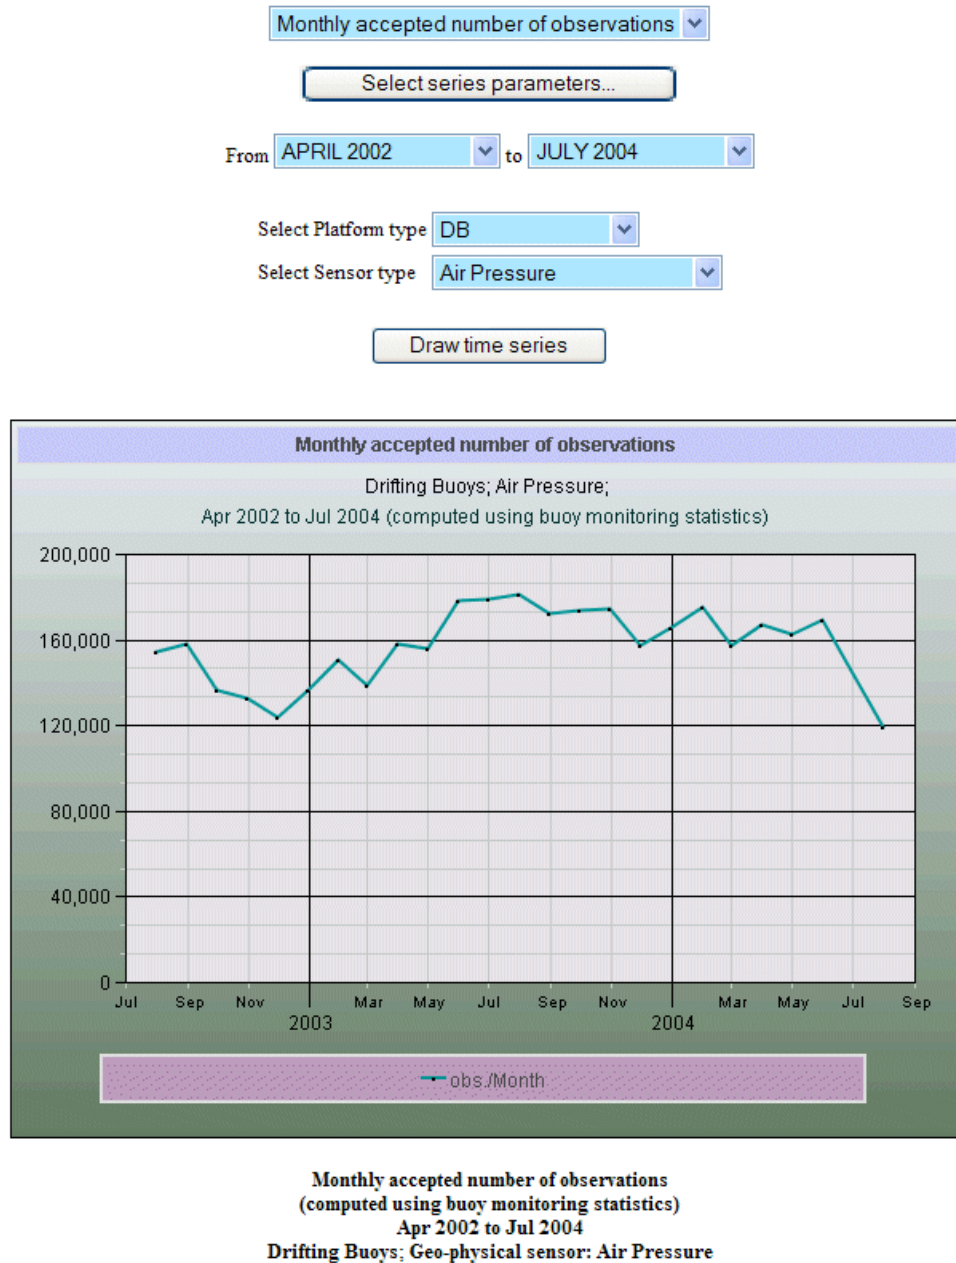 Monthly accepted number of observations
Select series parameters...
From APRIL 2002 to JULY 2004
Select Platform type DB
Select Sensor type Air Pressure
Draw time series
Monthly accepted number of observations
Drifting Buoys; Air Pressure;
Apr 2002 to Jul 2004 (computed using buoy monitoring statistics)
200,000
160,000
120,000
80,000
40,000
0
Jul Sep Nov Mar May Jul Sep Nov Mar May Jul Sep
2003 2004
obs./Month
Monthly accepted number of observations
(computed using buoy monitoring statistics)
Apr 2002 to Jul 2004
Drifting Buoys; Geo-physical sensor: Air Pressure